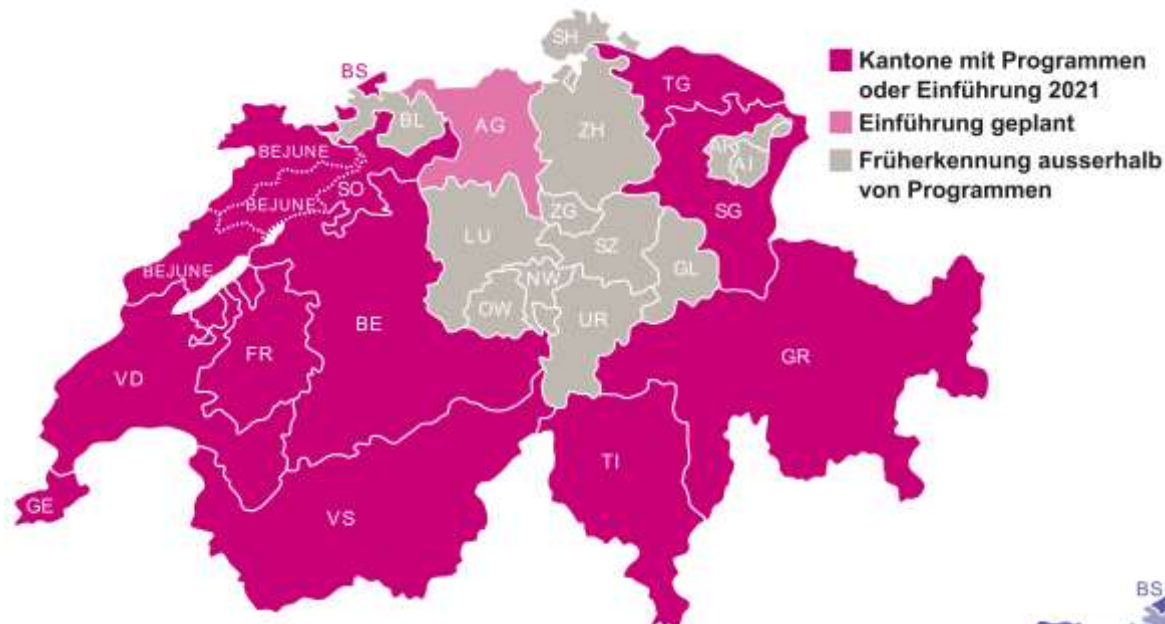 SH
BS
Kantone mit Programmen
oder Einführung 2021
TG
BL
AG
ZH
Einführung geplant
BEJUNE
AR
AI
Früherkennung ausserhalb
von Programmen
SO
BEJUNE
ZG
SG
LU
SZ
BEJUNE
NW
GL
OW
UR
BE
FR
GR
VD
TI
GE
VS
BS